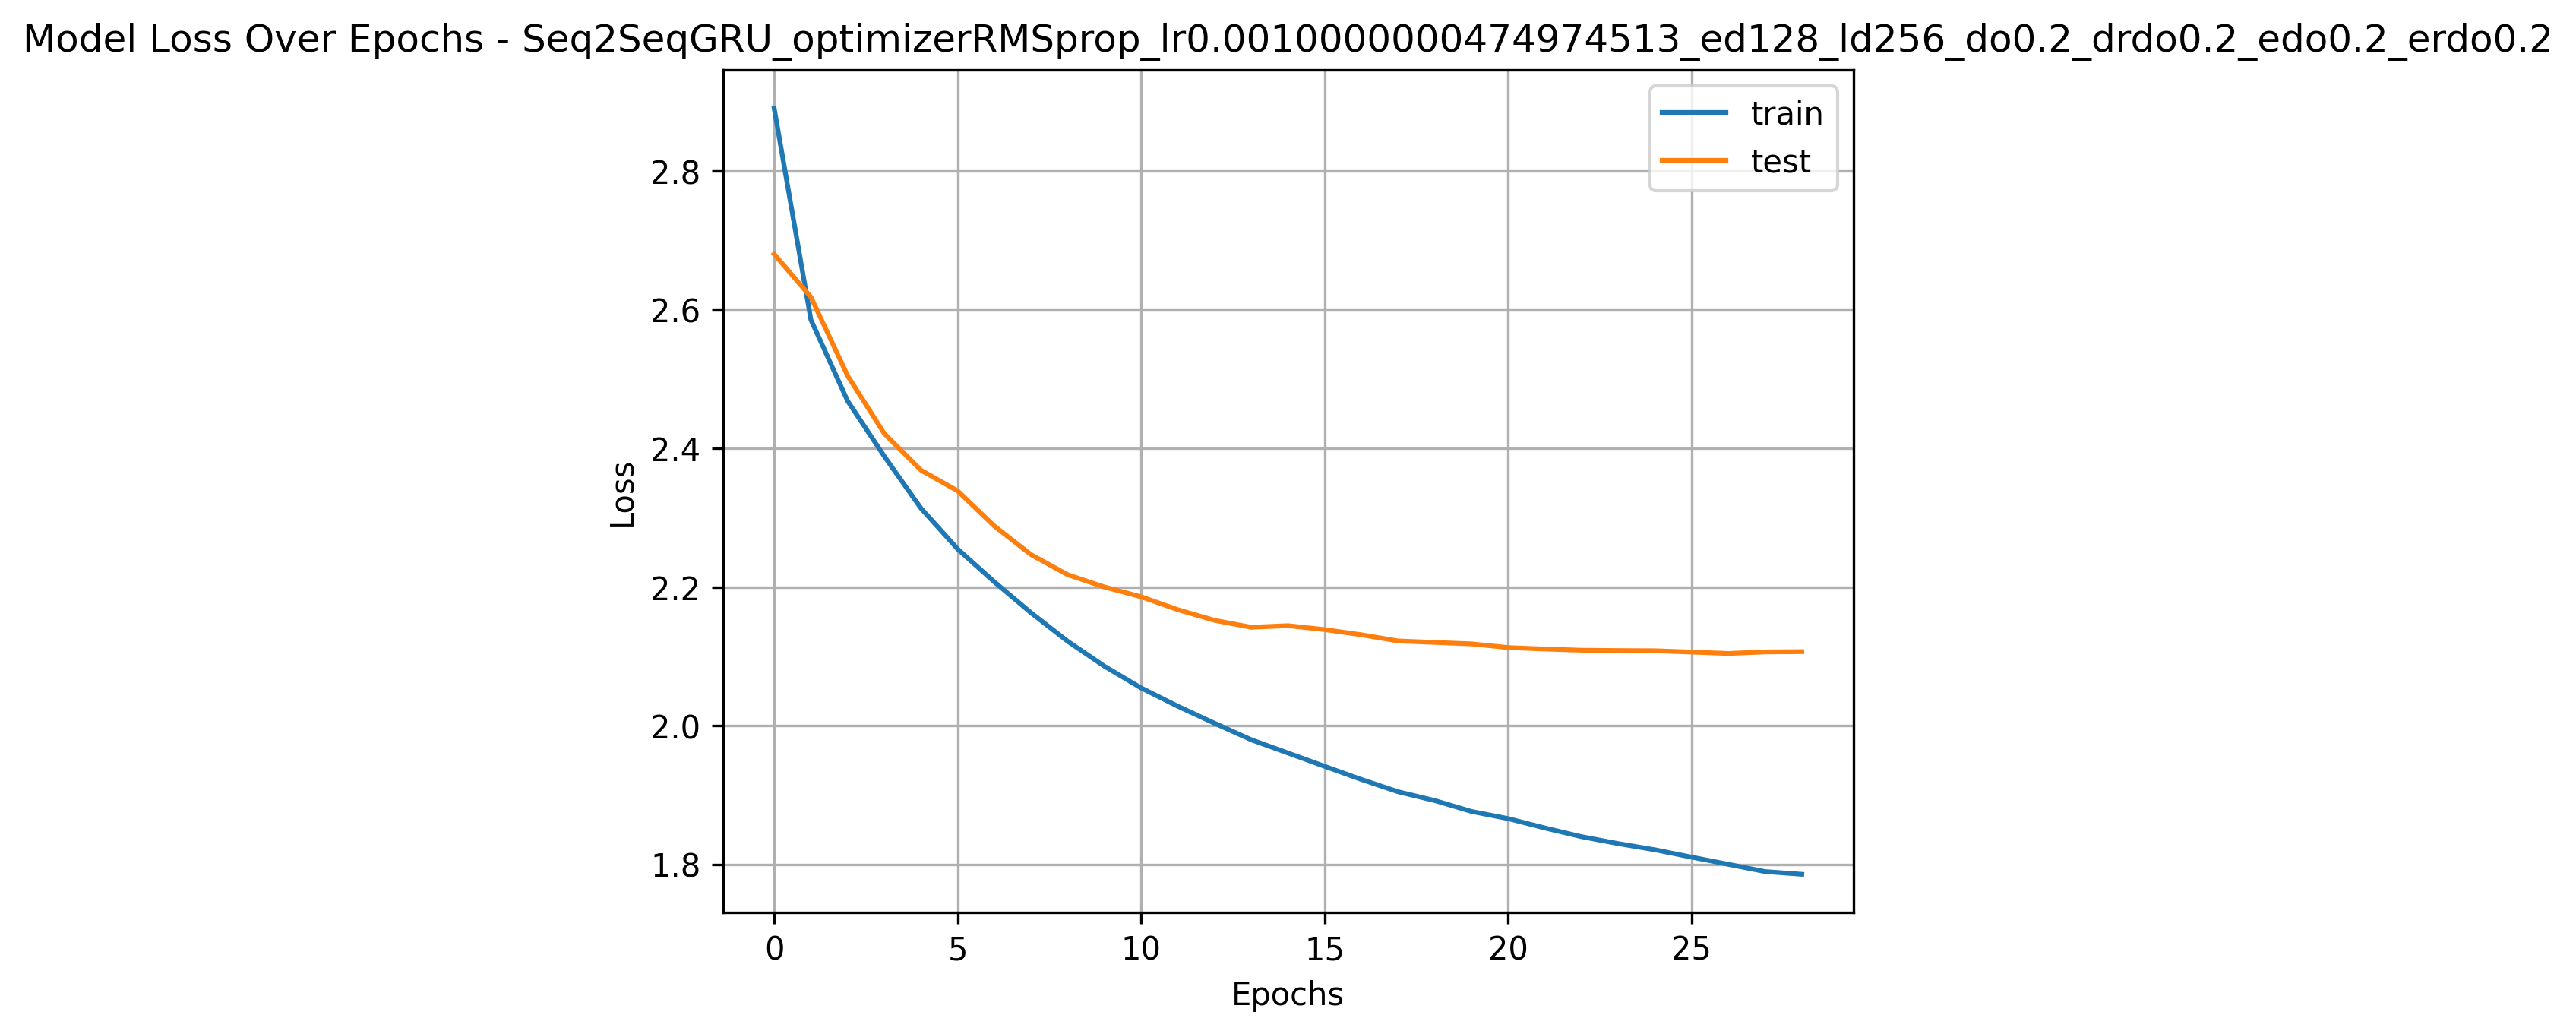 Model Loss Over Epochs - Seq2SeqGRU_optimizerRMSprop_lr0.0010000000474974513_ed128_ld256_do0.2_drdo0.2_edo0.2_erdo0.2
train
test
2.8
2.6
2.4
2.2
2.0
1.8
Loss
0 5 10 15 20 25
Epochs